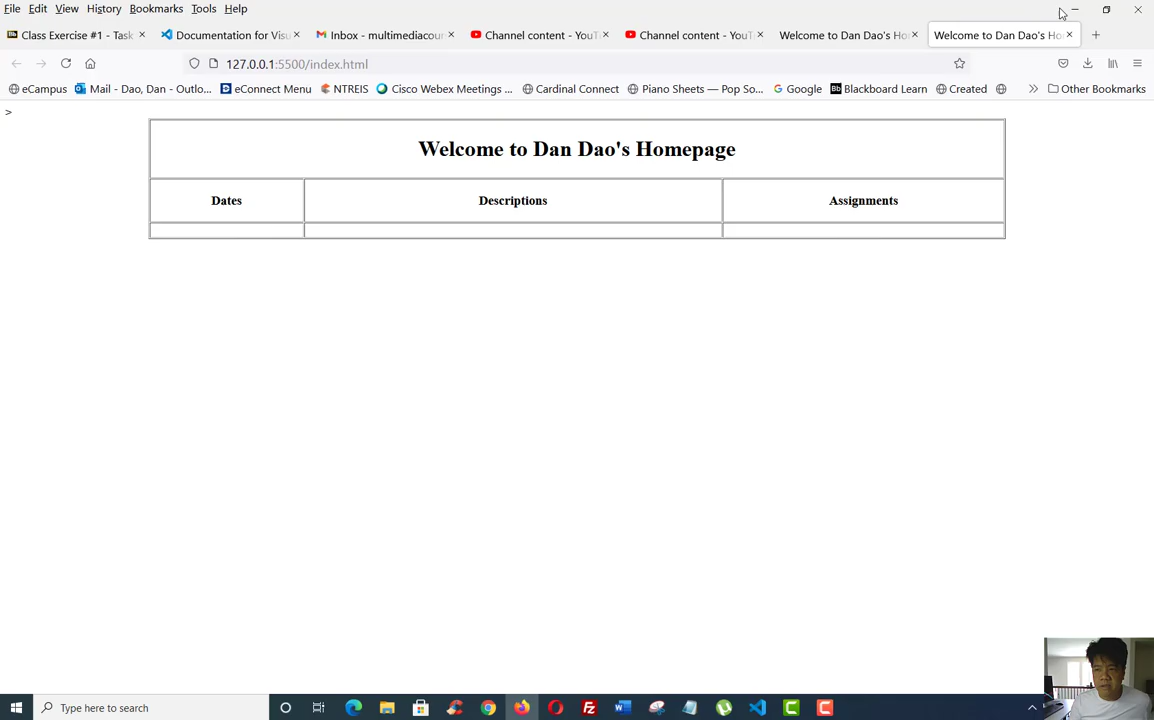 File Edit View History Bookmarks Tools Help
Class Exercise #1 - Task Documentation for Visu Inbox - multimediacour Channel content - YouT Channel content - YouT Welcome to Dan Dao's Ho Welcome to Dan Dao's Ho
127.0.0.1:5500/index.html
eCampus Mail - Dao, Dan - Outlo... eConnect Menu NTREIS Cisco Webex Meetings ... Cardinal Connect Piano Sheets — Pop So... Google Bb Blackboard Learn Created Other Bookmarks
>
Welcome to Dan Dao's Homepage
Dates Descriptions Assignments
Type here to search